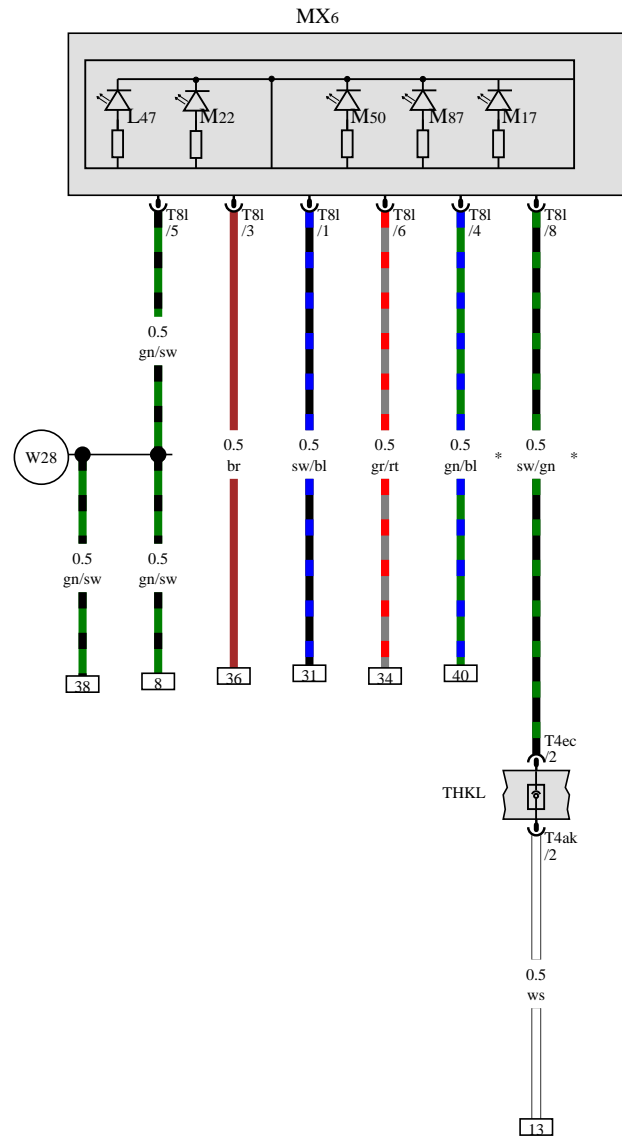 MX6
L47 M22 M50 M87 M17
T8l T8l T8l T8l T8l T8l
/5 /3 /1 /6 /4 /8
0.5
gn/sw
W28
0.5 0.5 0.5 0.5 0.5
br sw/bl gr/rt gn/bl * sw/gn *
0.5 0.5
gn/sw gn/sw
38 8 36 31 34 40
T4ec
/2
THKL
T4ak
/2
0.5
ws
13